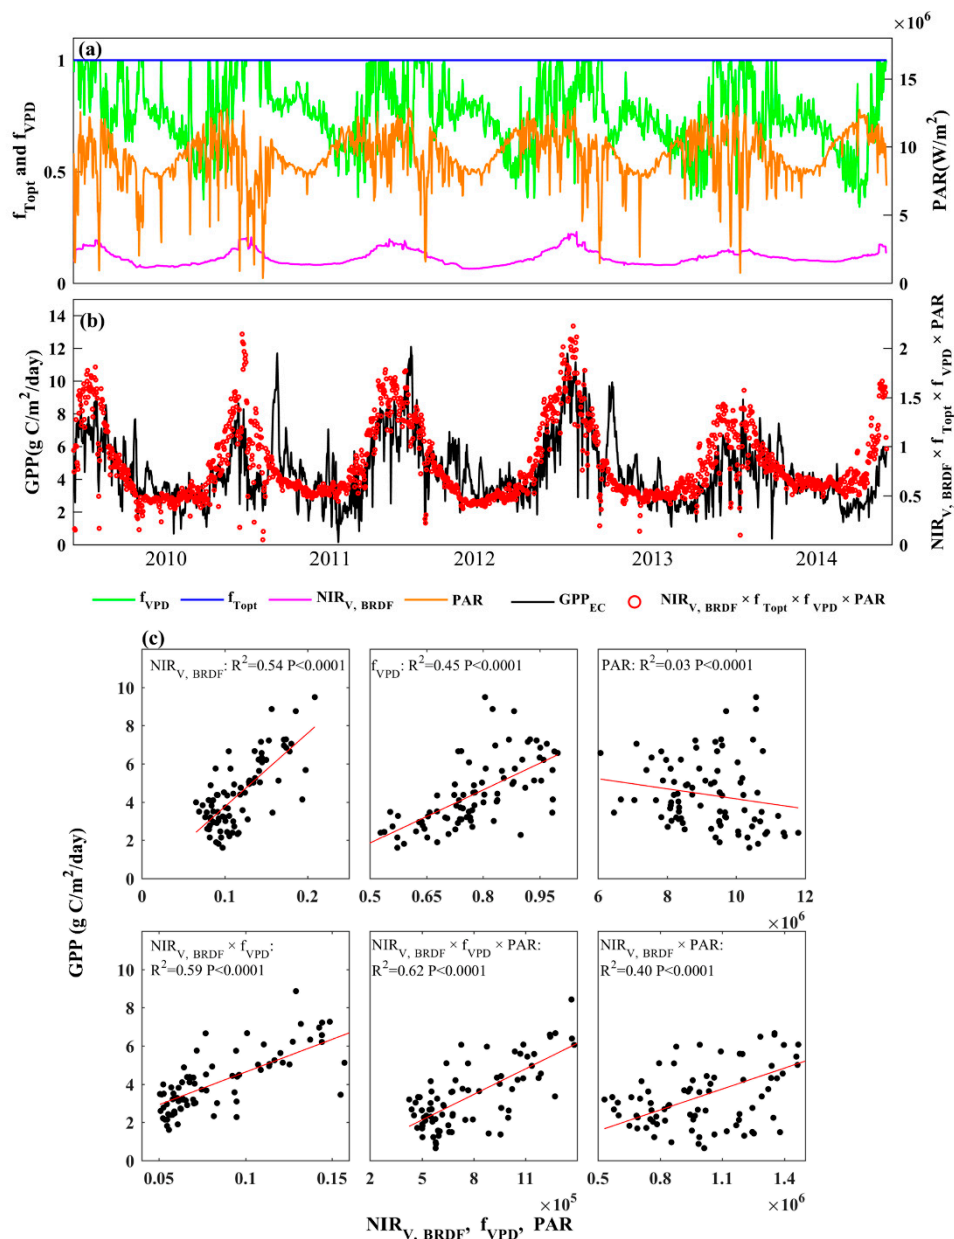 (a)
×10⁶
1
0.5
0
f_Topt and f_VPD
15
10
5
0
PAR(W/m²)
(b)
14
12
10
8
6
4
2
0
GPP(g C/m²/day)
2
1.5
1
0.5
0
NIR_V, BRDF × f_Topt × f_VPD × PAR
2010 2011 2012 2013 2014
f_VPD f_Topt NIR_V, BRDF PAR GPP_EC NIR_V, BRDF × f_Topt × f_VPD × PAR
(c)
NIR_V, BRDF: R²=0.54 P<0.0001
f_VPD: R²=0.45 P<0.0001
PAR: R²=0.03 P<0.0001
10
8
6
4
2
0
0 0.1 0.2
0.5 0.65 0.8 0.95
6 8 10 12
×10⁶
GPP (g C/m²/day)
NIR_V, BRDF × f_VPD:
R²=0.59 P<0.0001
NIR_V, BRDF × f_VPD × PAR:
R²=0.62 P<0.0001
NIR_V, BRDF × PAR:
R²=0.40 P<0.0001
10
8
6
4
2
0
0.05 0.1 0.15
2 5 8 11
×10⁵
0.5 0.8 1.1 1.4
×10⁶
NIR_V, BRDF, f_VPD, PAR